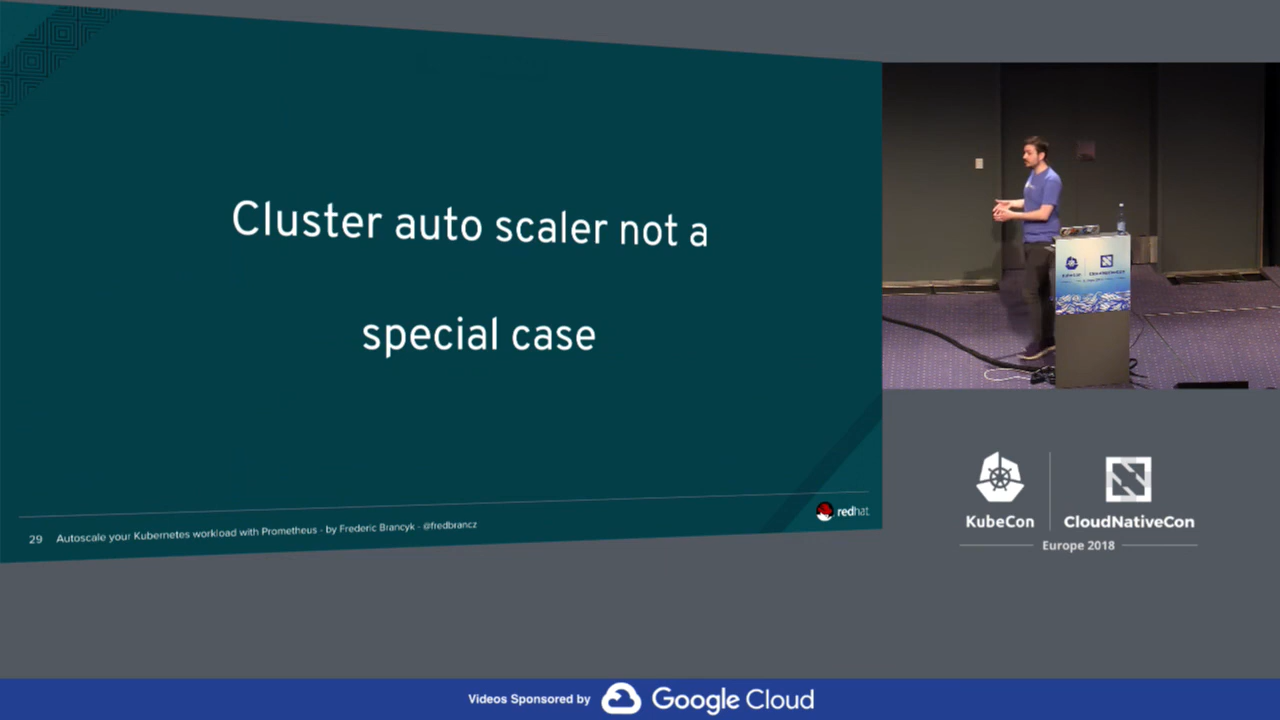 Cluster auto scaler not a
special case
29 Autoscale your Kubernetes workload with Prometheus - by Frederic Brancyk - @fredbrancz
redhat.
KubeCon
CloudNativeCon
Europe 2018
Videos Sponsored by Google Cloud